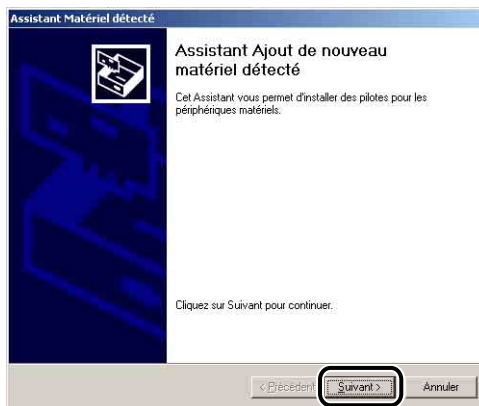 Assistant Matériel détecté
Assistant Ajout de nouveau
matériel détecté
Cet Assistant vous permet d'installer des pilotes pour les
périphériques matériels.
Cliquez sur Suivant pour continuer.
< Précédent Suivant > Annuler